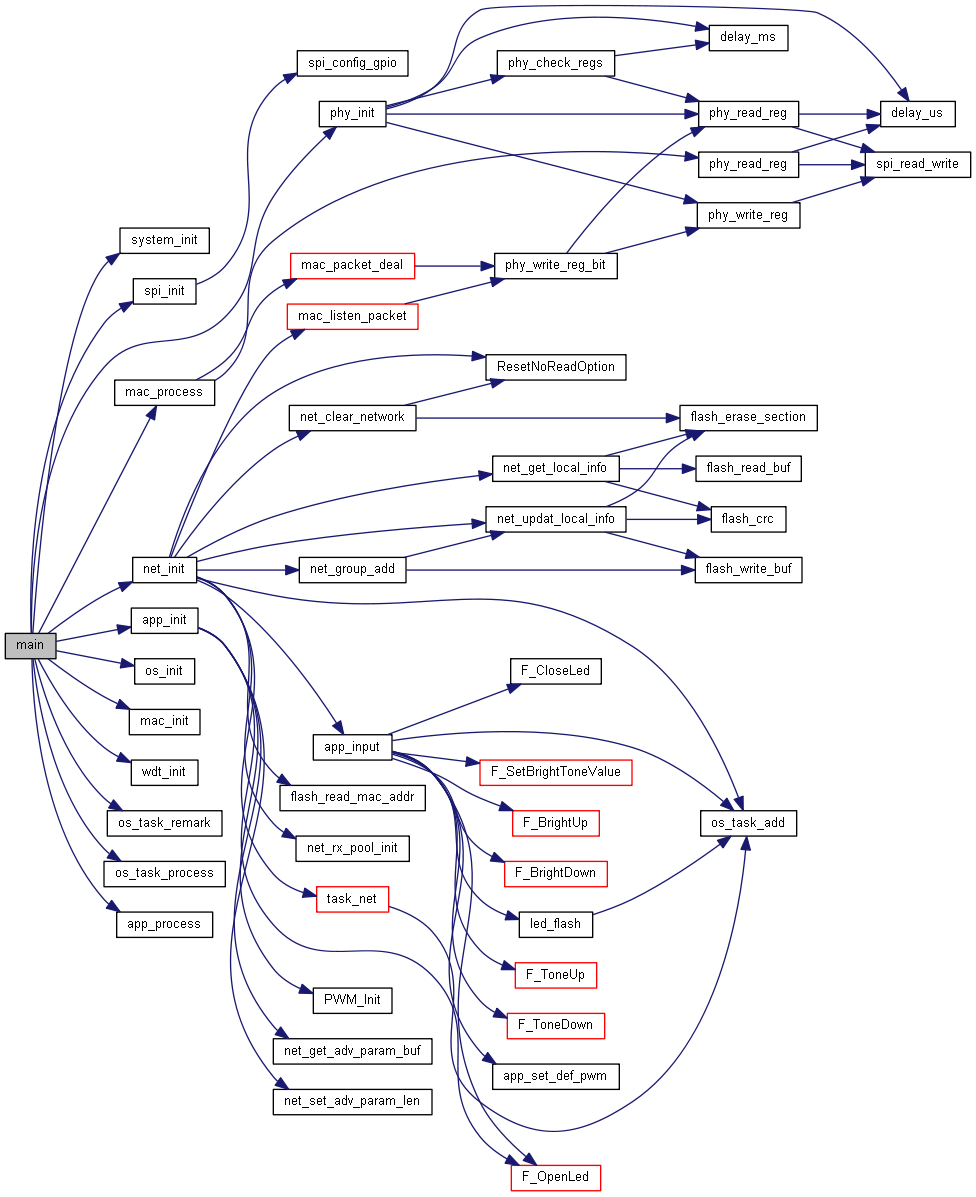 spi_config_gpio
delay_ms
phy_check_regs
phy_init
phy_read_reg
delay_us
phy_read_reg
spi_read_write
phy_write_reg
system_init
mac_packet_deal
phy_write_reg_bit
spi_init
mac_listen_packet
ResetNoReadOption
mac_process
net_clear_network
flash_erase_section
net_get_local_info
flash_read_buf
net_updat_local_info
flash_crc
net_init
net_group_add
flash_write_buf
app_init
main
os_init
F_CloseLed
mac_init
app_input
wdt_init
F_SetBrightToneValue
flash_read_mac_addr
os_task_remark
F_BrightUp
os_task_add
net_rx_pool_init
os_task_process
F_BrightDown
task_net
app_process
led_flash
F_ToneUp
PWM_Init
F_ToneDown
net_get_adv_param_buf
app_set_def_pwm
net_set_adv_param_len
F_OpenLed